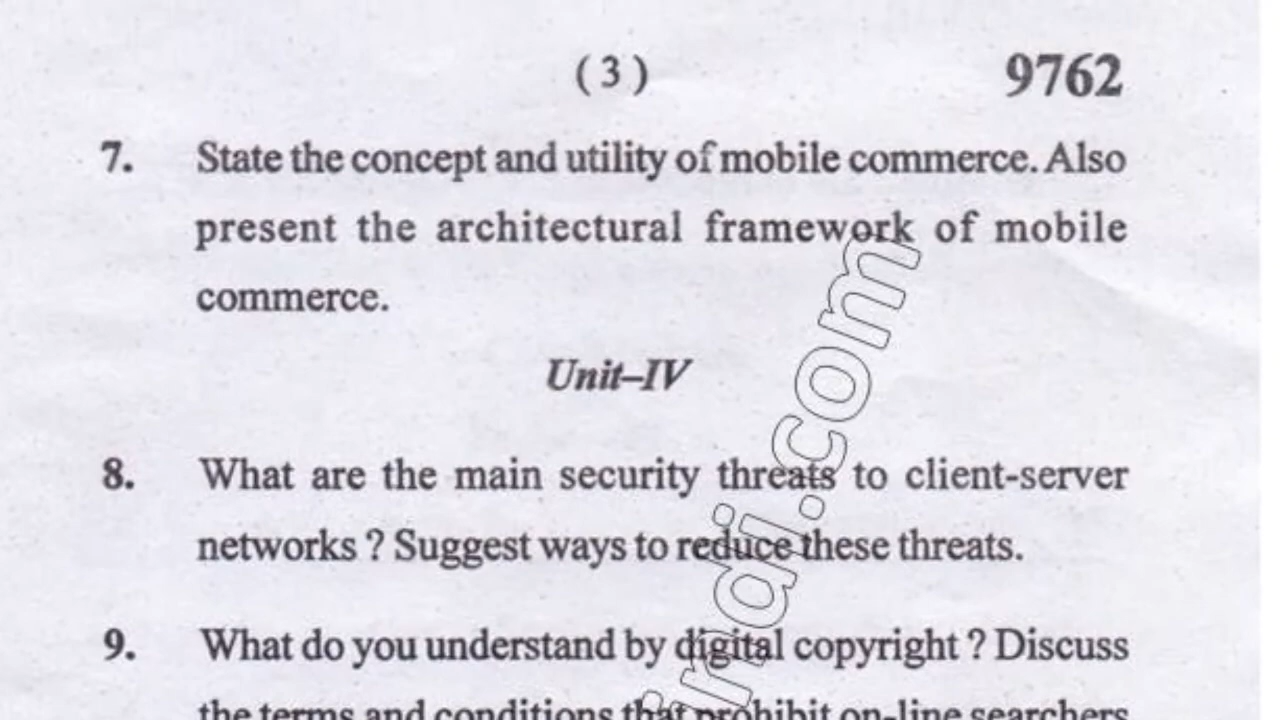 ( 3 ) 9762
7. State the concept and utility of mobile commerce. Also
present the architectural framework of mobile
commerce.
Unit–IV
8. What are the main security threats to client-server
networks ? Suggest ways to reduce these threats.
9. What do you understand by digital copyright ? Discuss
the terms and conditions that prohibit on-line searchers
indi.com